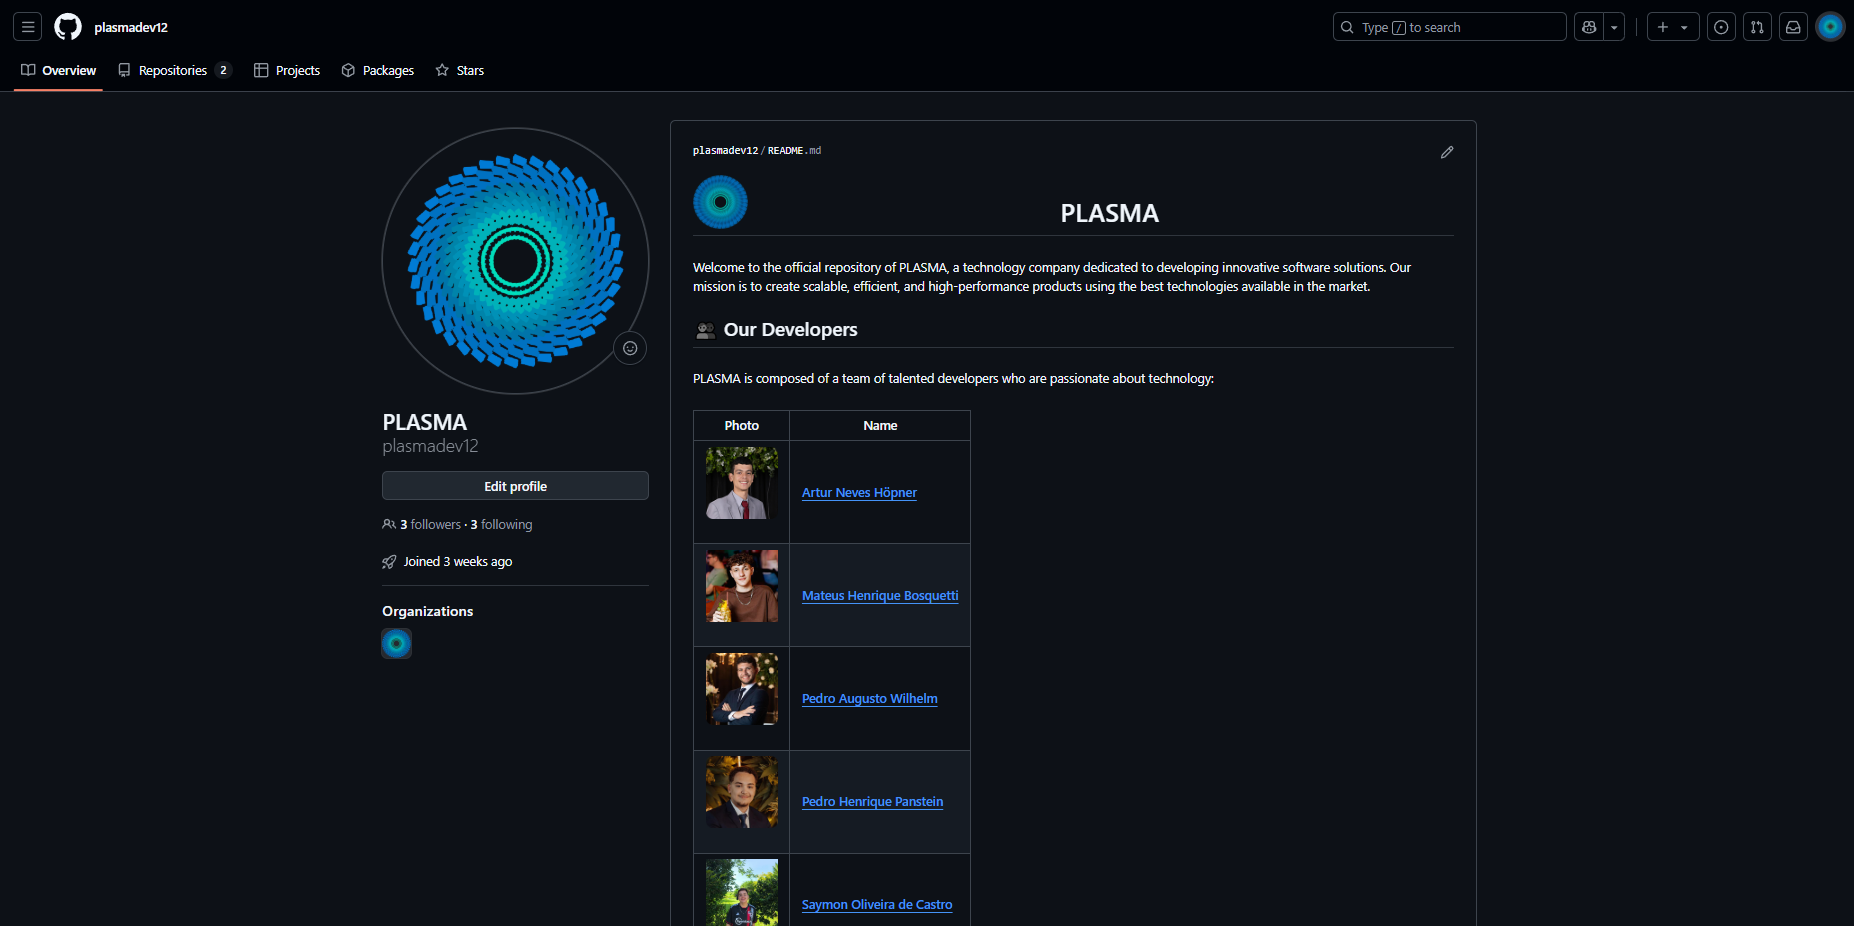 plasmadev12
Type / to search
Overview
Repositories 2
Projects
Packages
Stars
PLASMA
plasmadev12
Edit profile
3 followers · 3 following
Joined 3 weeks ago
Organizations
plasmadev12/README.md
PLASMA
Welcome to the official repository of PLASMA, a technology company dedicated to developing innovative software solutions. Our
mission is to create scalable, efficient, and high-performance products using the best technologies available in the market.
Our Developers
PLASMA is composed of a team of talented developers who are passionate about technology:
Photo Name
Artur Neves Höpner
Mateus Henrique Bosquetti
Pedro Augusto Wilhelm
Pedro Henrique Panstein
Saymon Oliveira de Castro